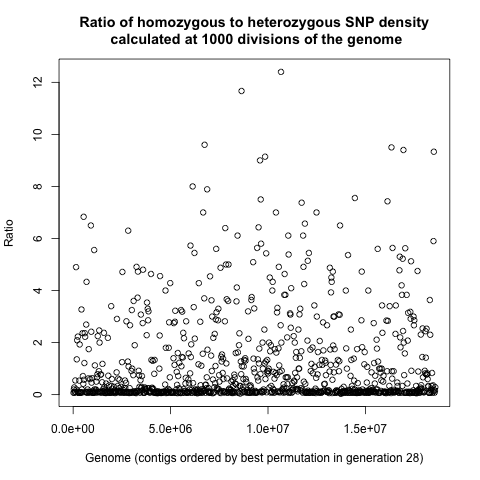 Ratio of homozygous to heterozygous SNP density
calculated at 1000 divisions of the genome
12
10
8
6
4
2
0
Ratio
0.0e+00 5.0e+06 1.0e+07 1.5e+07
Genome (contigs ordered by best permutation in generation 28)